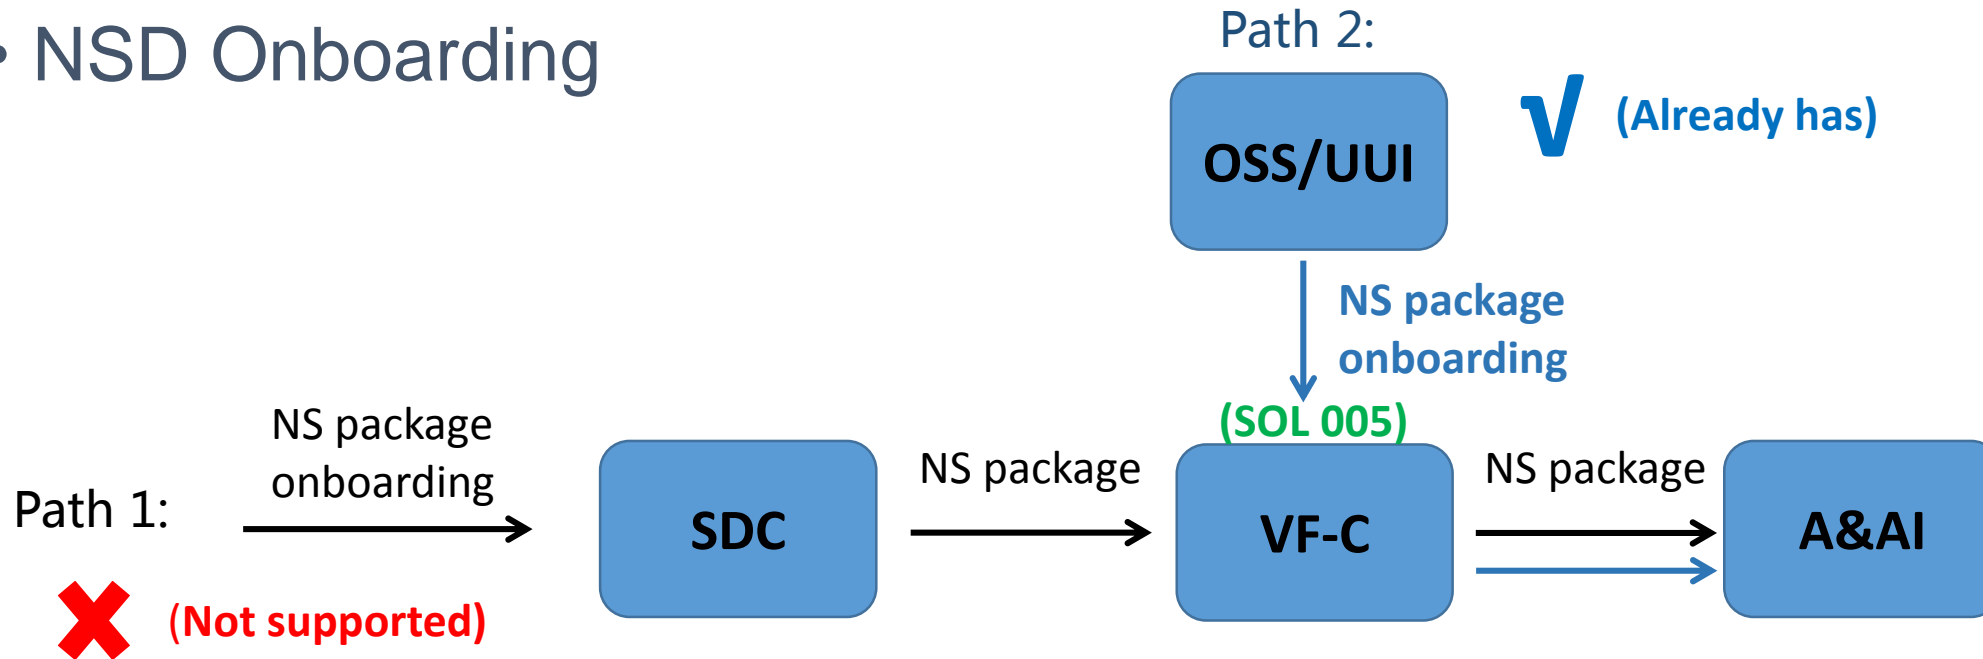 • NSD Onboarding
Path 2:
OSS/UUI
√ (Already has)
NS package
onboarding
(SOL 005)
Path 1:
NS package
onboarding
SDC
NS package
VF-C
NS package
A&AI
(Not supported)